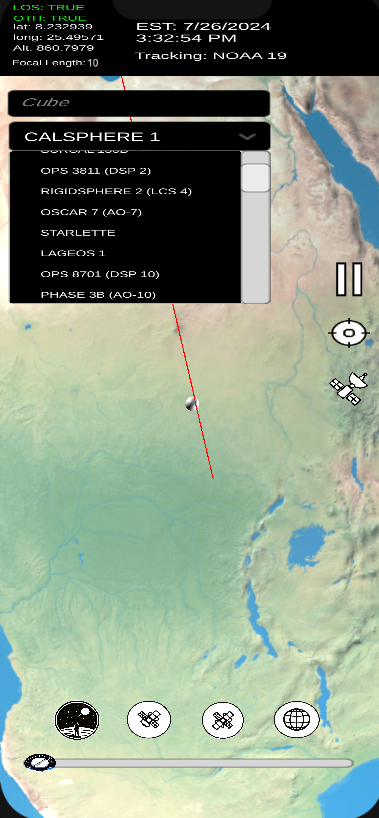 LOS: TRUE
OTH: TRUE
lat: 8.232939
long: 25.49571
Alt. 860.7979
Focal Length:10
EST: 7/26/2024
3:32:54 PM
Tracking: NOAA 19
Cube
CALSPHERE 1
OPS 3811 (DSP 2)
RIGIDSPHERE 2 (LCS 4)
OSCAR 7 (AO-7)
STARLETTE
LAGEOS 1
OPS 8701 (DSP 10)
PHASE 3B (AO-10)